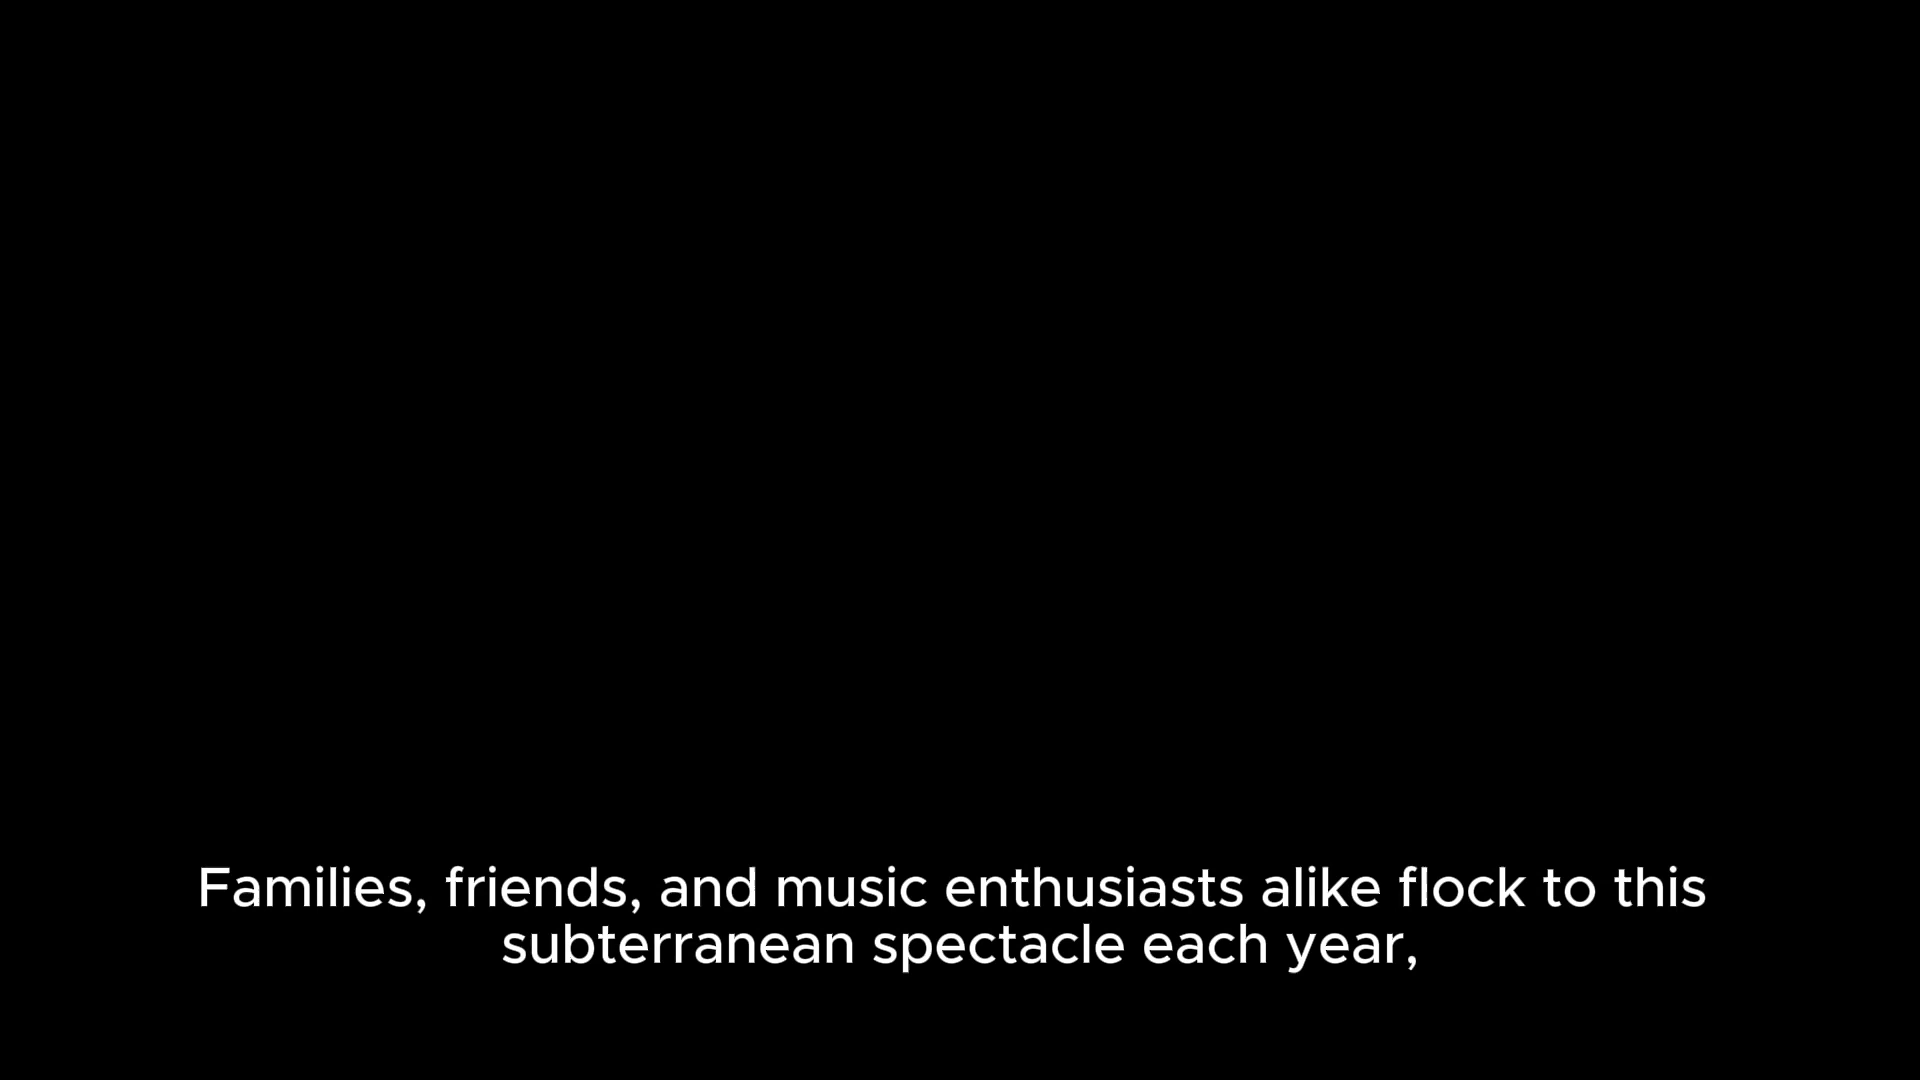 Families, friends, and music enthusiasts alike flock to this
subterranean spectacle each year,